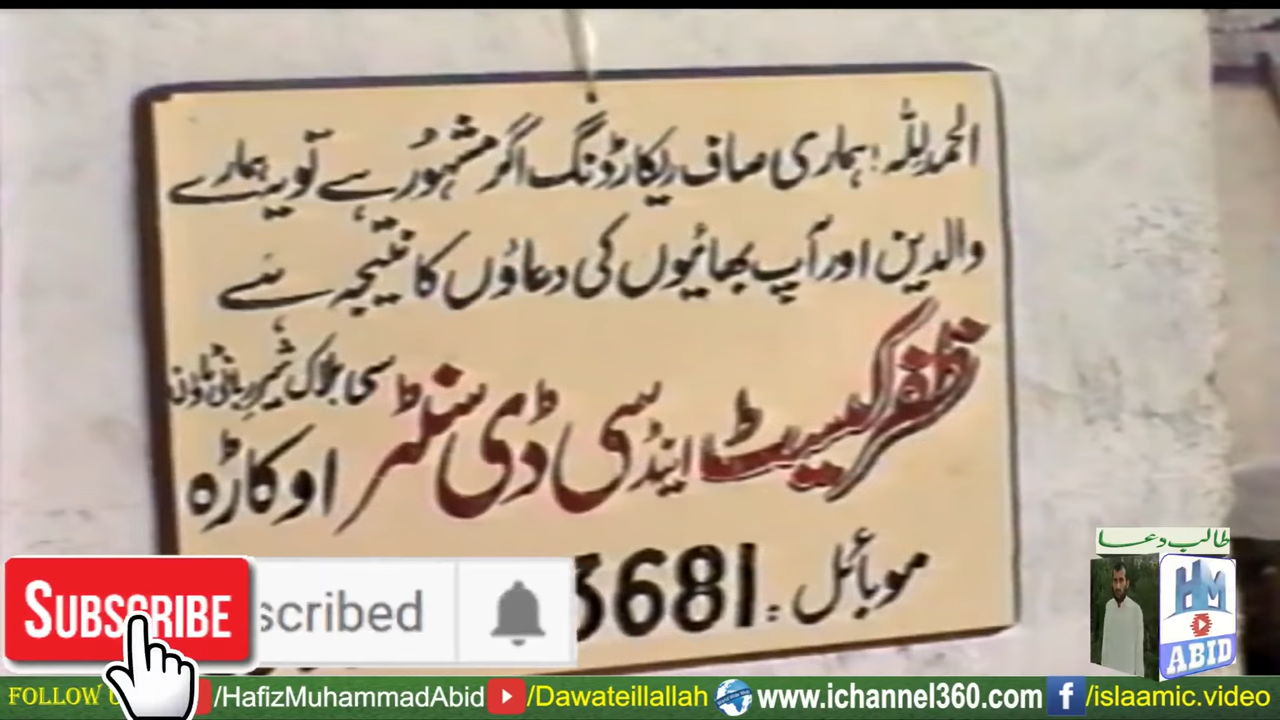 الحمدللہ! ہماری صاف ریکارڈنگ اگر مشہور ہے تو یہ ہمارے
والدین اور آپ بھائیوں کی دعاؤں کا نتیجہ ہے
ظفر کیسٹ اینڈ سی ڈی سنٹر سی بلاک شیر ربانی ٹاؤن
اوکاڑہ
موبائل: 3681
SUBSCRIBE scribed
طالب دعا
HM
ABID
FOLLOW U /HafizMuhammadAbid /Dawateillallah www.ichannel360.com f /islaamic.video